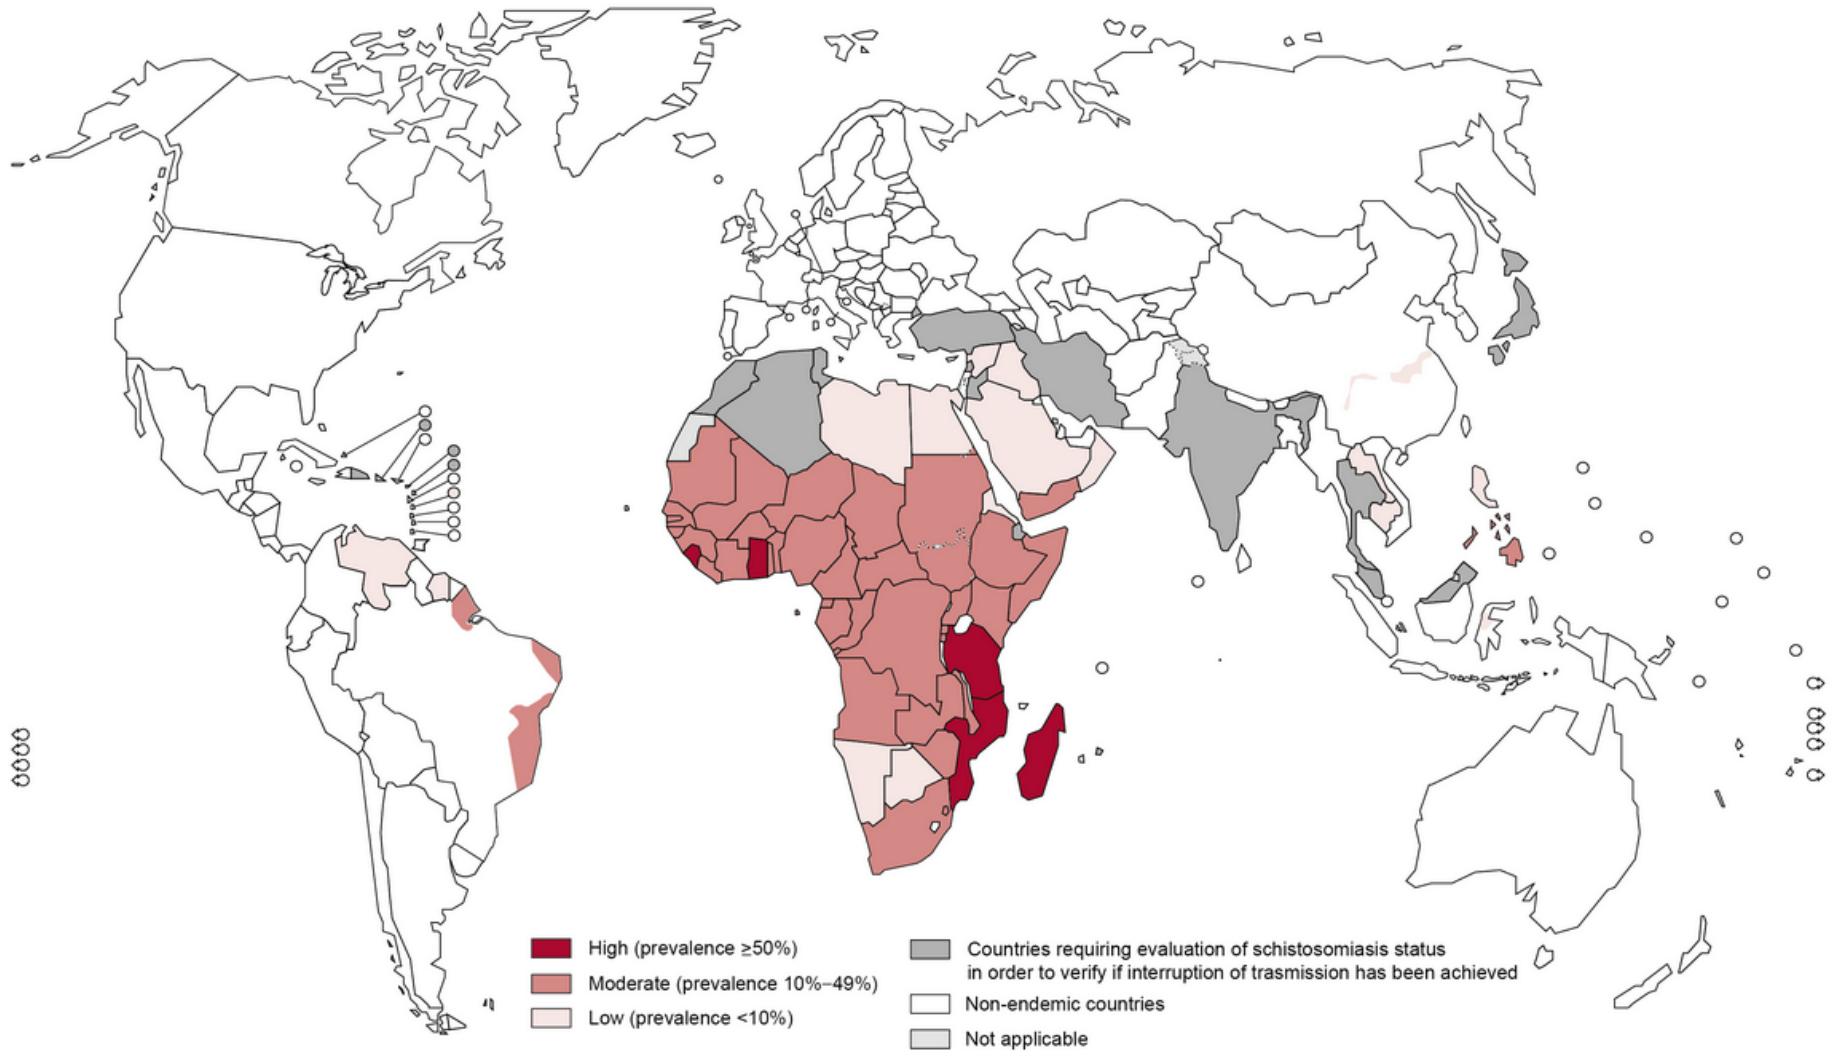 High (prevalence ≥50%)
Moderate (prevalence 10%–49%)
Low (prevalence <10%)
Countries requiring evaluation of schistosomiasis status
in order to verify if interruption of trasmission has been achieved
Non-endemic countries
Not applicable